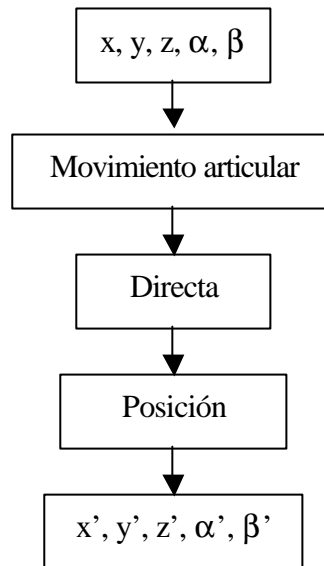 x, y, z, α, β
Movimiento articular
Directa
Posición
x’, y’, z’, α’, β’